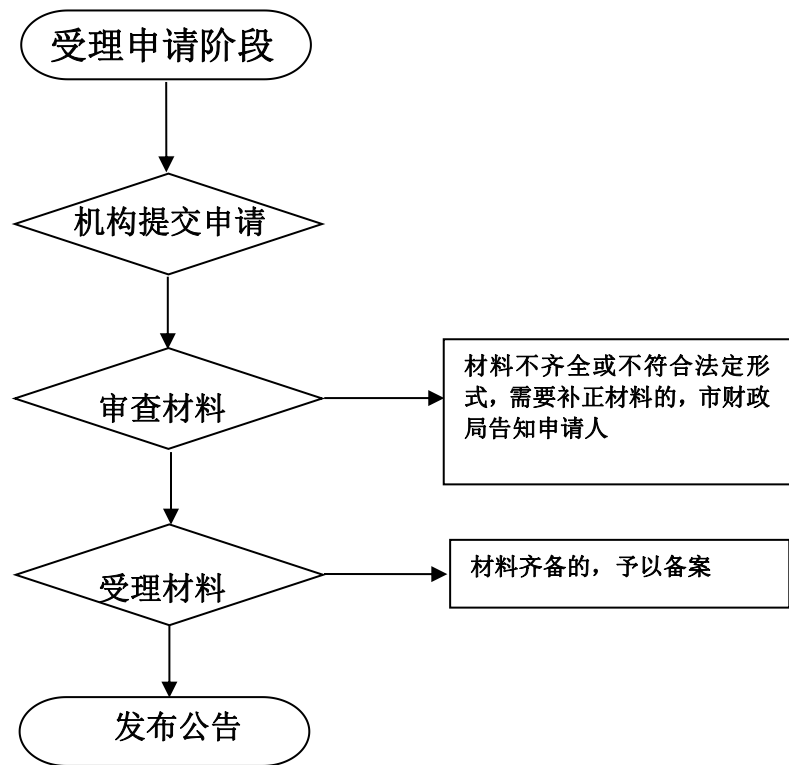 受理申请阶段
机构提交申请
审查材料
材料不齐全或不符合法定形
式，需要补正材料的，市财政
局告知申请人
受理材料
材料齐备的，予以备案
发布公告